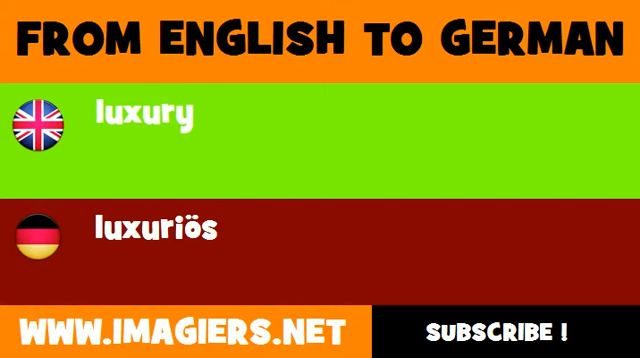 FROM ENGLISH TO GERMAN
luxury
luxuriös
WWW.IMAGIERS.NET
SUBSCRIBE !